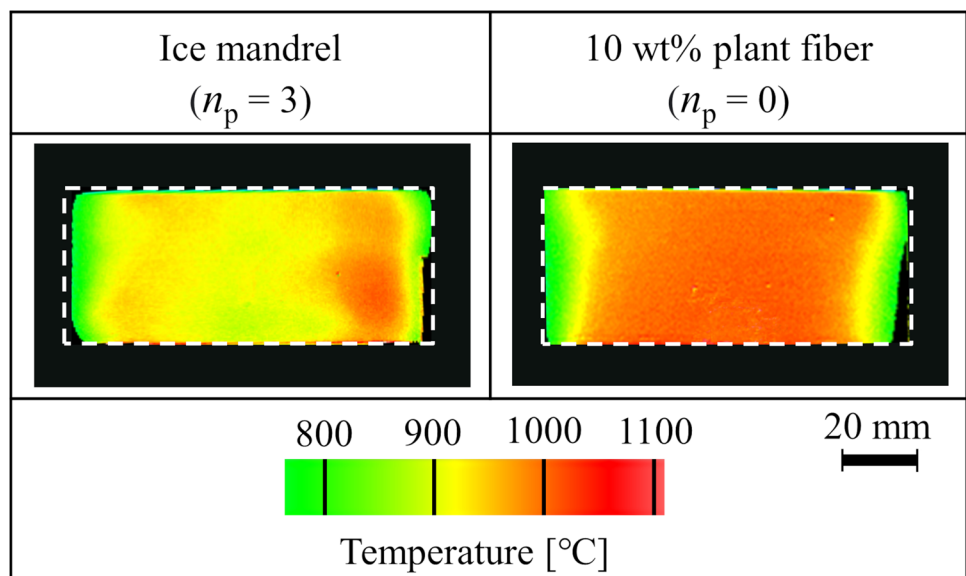 Ice mandrel
(np = 3)
10 wt% plant fiber
(np = 0)
800 900 1000 1100
20 mm
Temperature [°C]